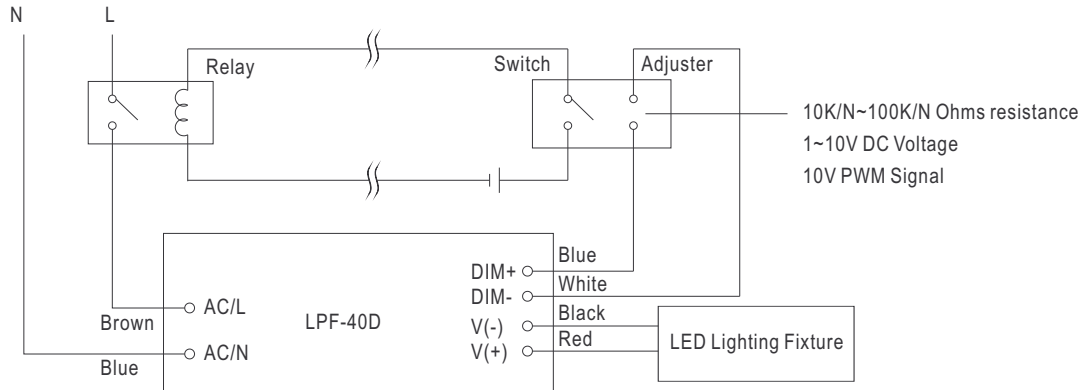 N
L
Relay
Switch
Adjuster
10K/N~100K/N Ohms resistance
1~10V DC Voltage
10V PWM Signal
Blue
DIM+
White
DIM-
Black
V(-)
Red
V(+)
LED Lighting Fixture
AC/L
LPF-40D
Brown
AC/N
Blue